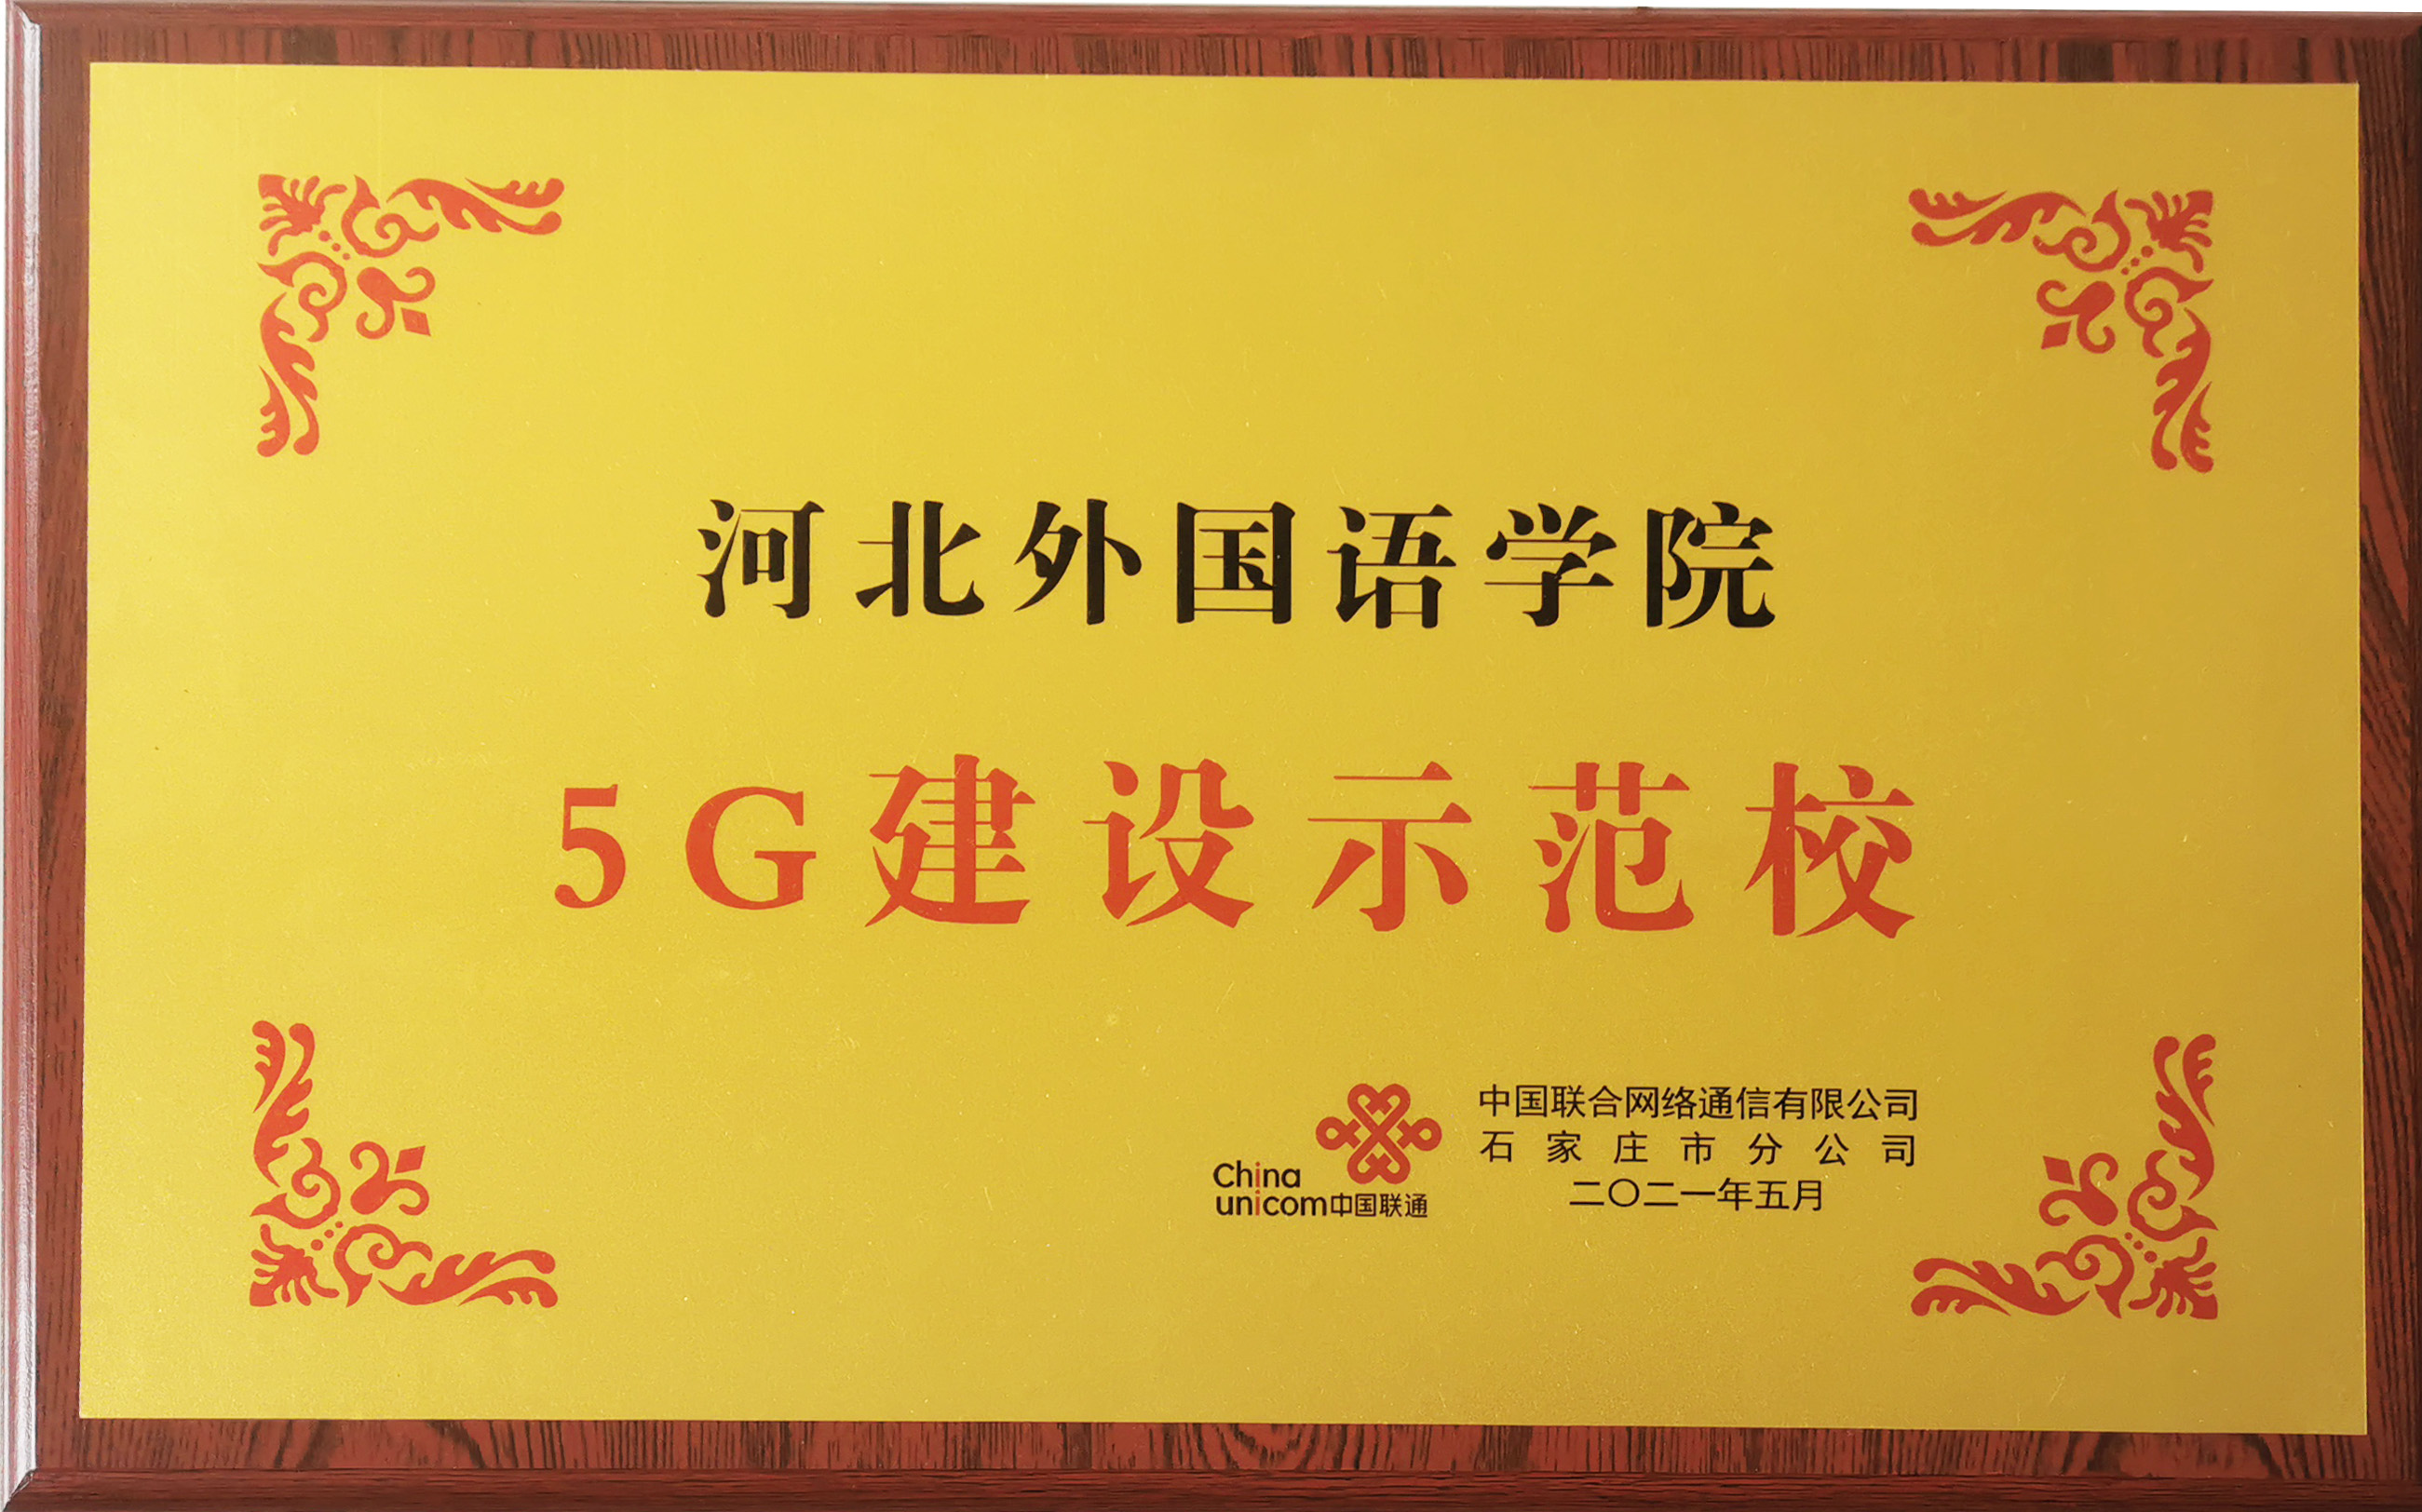 河北外国语学院
5G建设示范校
中国联合网络通信有限公司
石家庄市分公司
二〇二一年五月
China
unicom中国联通